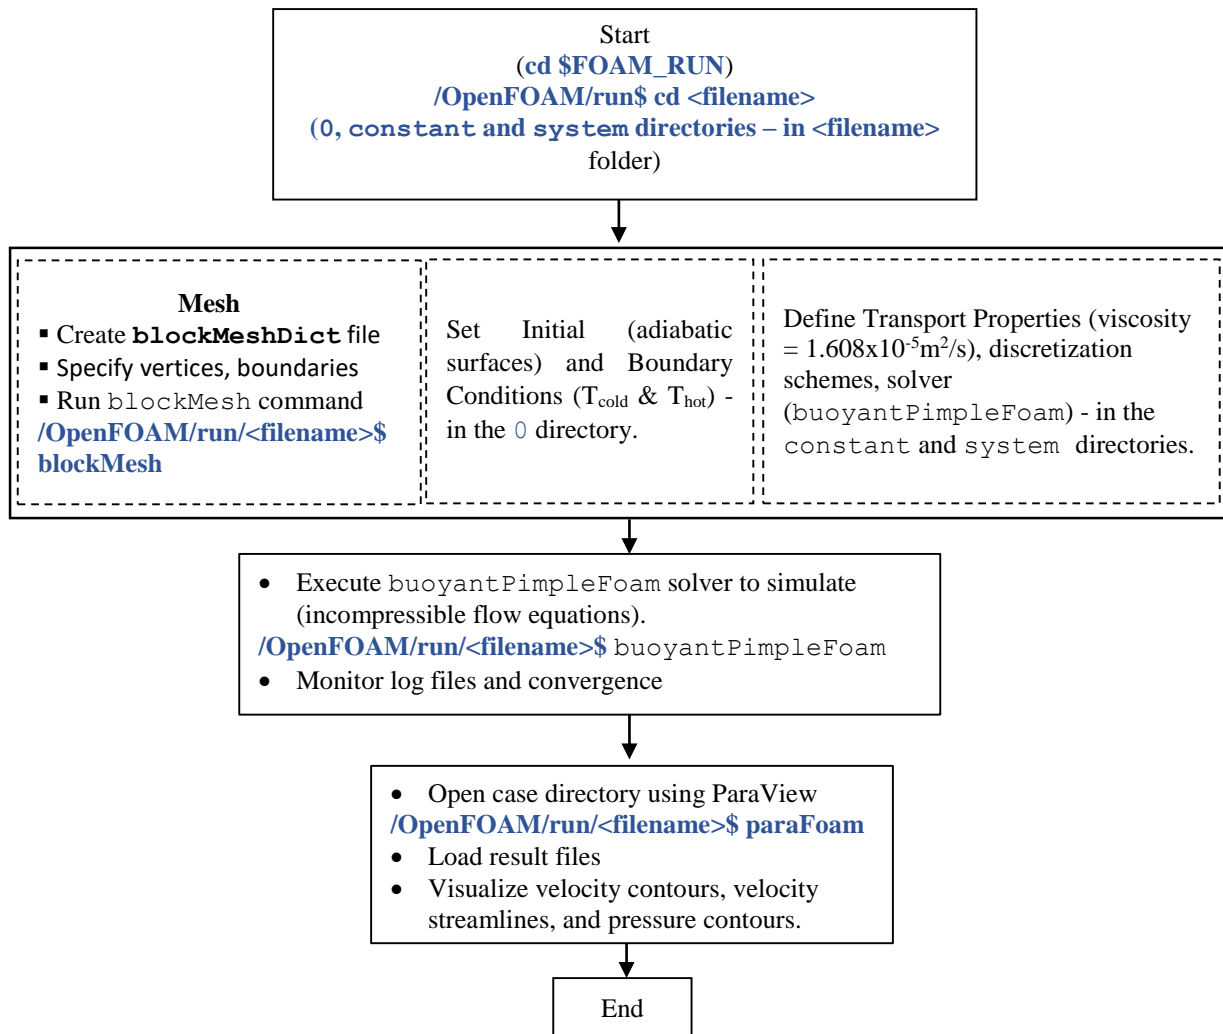 Start
(cd $FOAM_RUN)
/OpenFOAM/run$ cd <filename>
(0, constant and system directories – in <filename>
folder)
Mesh
▪ Create blockMeshDict file
▪ Specify vertices, boundaries
▪ Run blockMesh command
/OpenFOAM/run/<filename>$
blockMesh
Set Initial (adiabatic
surfaces) and Boundary
Conditions (Tcold & Thot) -
in the 0 directory.
Define Transport Properties (viscosity
= 1.608x10-5m2/s), discretization
schemes, solver
(buoyantPimpleFoam) - in the
constant and system directories.
• Execute buoyantPimpleFoam solver to simulate
(incompressible flow equations).
/OpenFOAM/run/<filename>$ buoyantPimpleFoam
• Monitor log files and convergence
• Open case directory using ParaView
/OpenFOAM/run/<filename>$ paraFoam
• Load result files
• Visualize velocity contours, velocity
streamlines, and pressure contours.
End